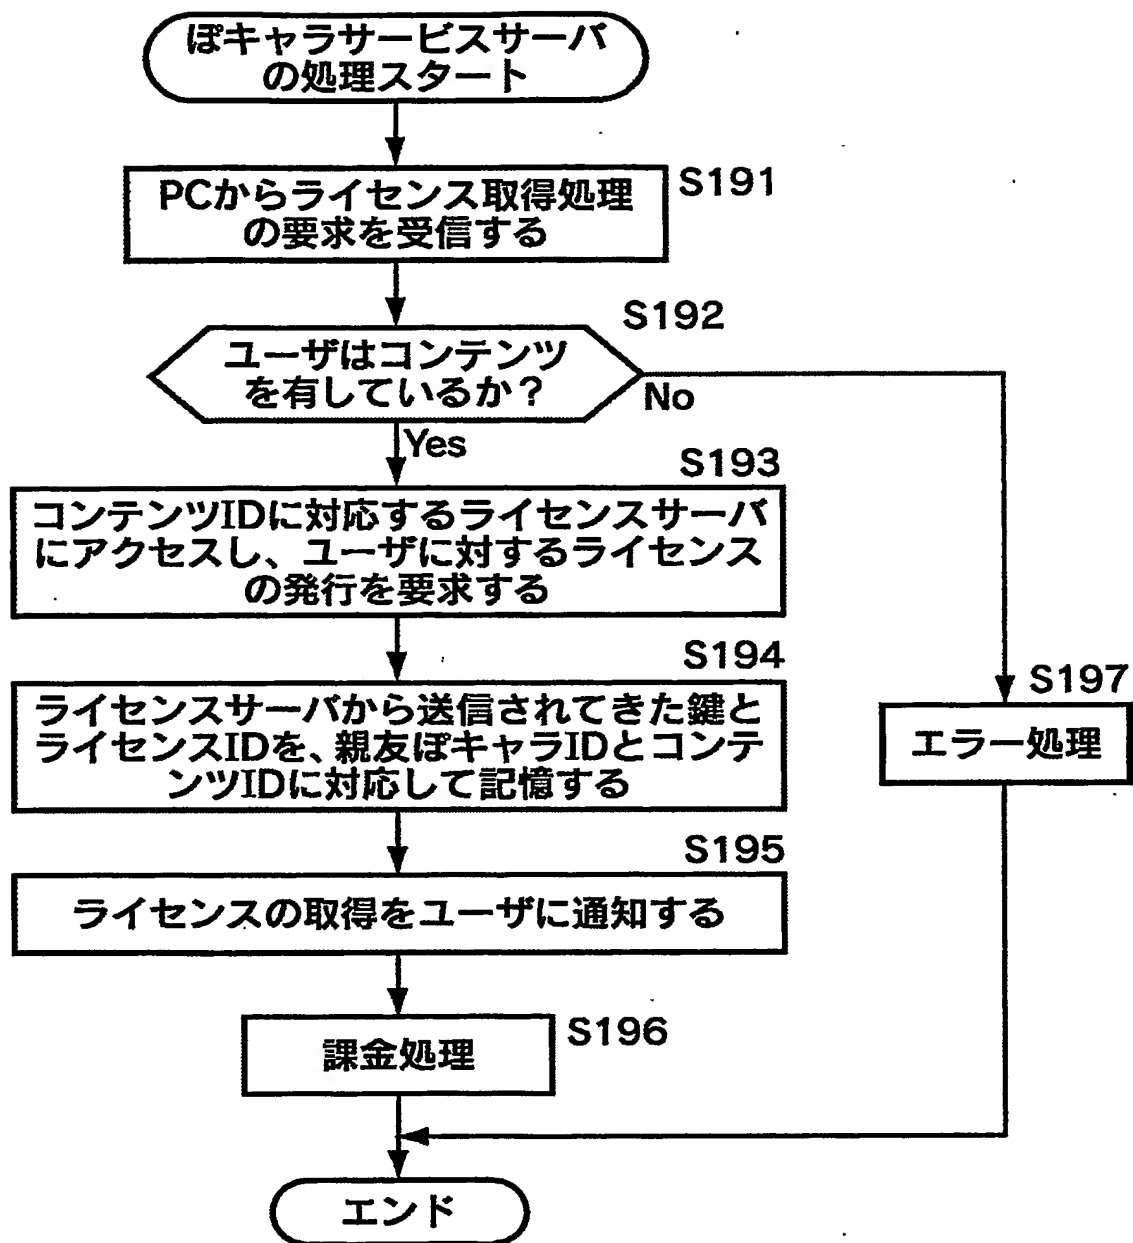 ぽキャラサービスサーバ
の処理スタート
PCからライセンス取得処理
の要求を受信する
S191
S192
ユーザはコンテンツ
を有しているか?
No
Yes
S193
コンテンツIDに対応するライセンスサーバ
にアクセスし、ユーザに対するライセンス
の発行を要求する
S194
ライセンスサーバから送信されてきた鍵と
ライセンスIDを、親友ぽキャラIDとコンテ
ンツIDに対応して記憶する
S197
エラー処理
S195
ライセンスの取得をユーザに通知する
課金処理
S196
エンド